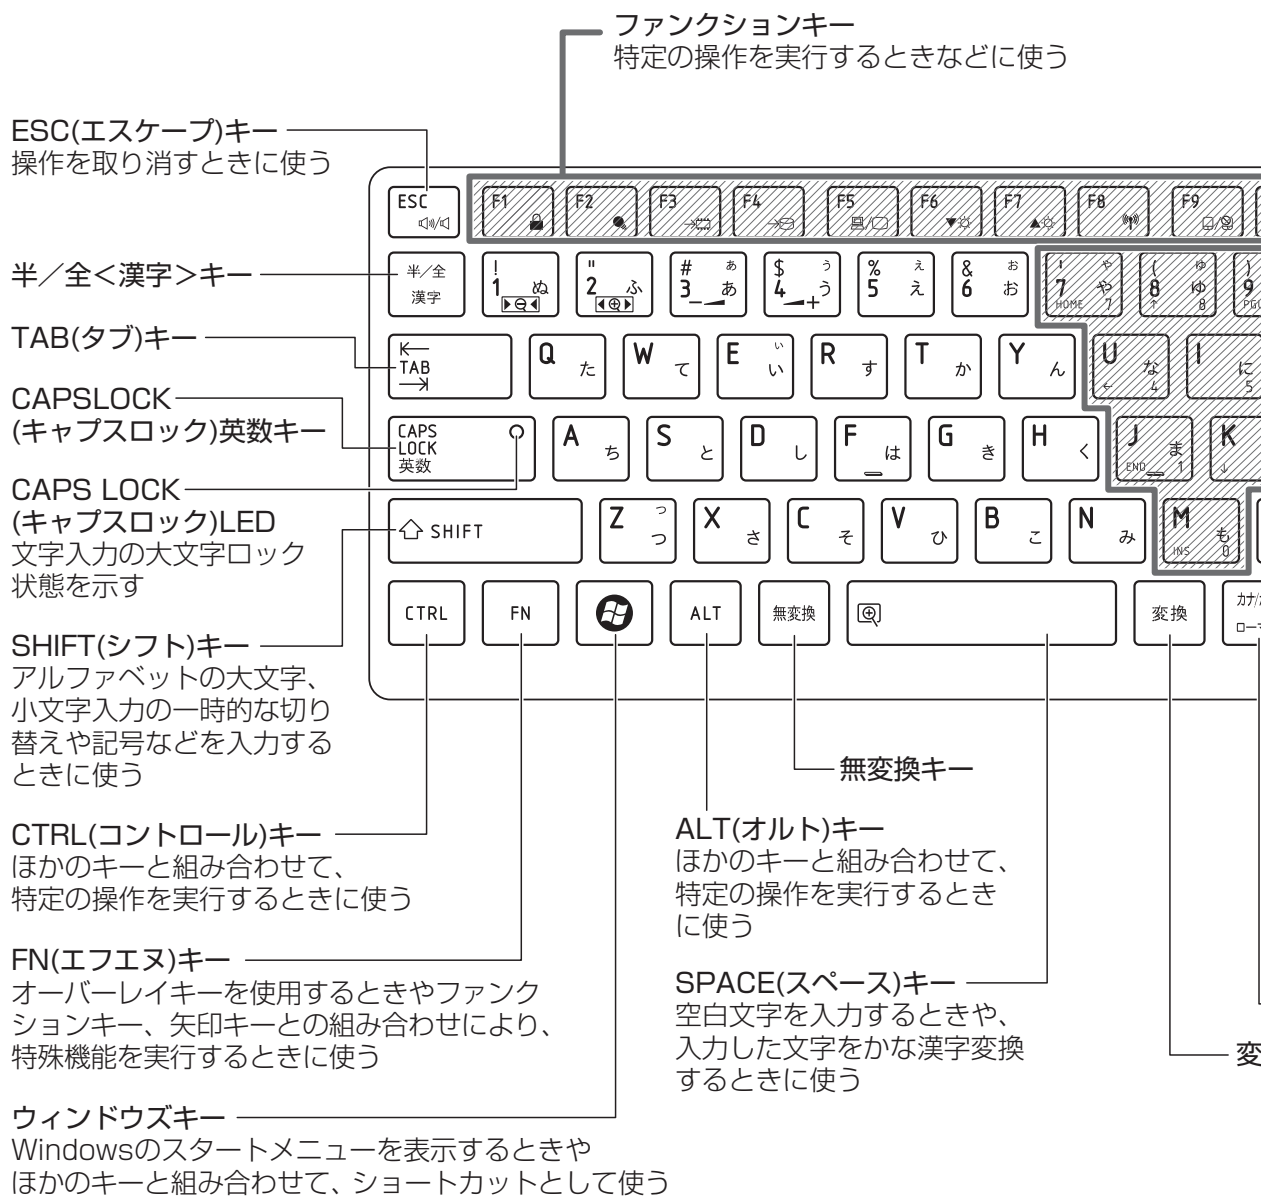 ファンクションキー
特定の操作を実行するときなどに使う
ESC(エスケープ)キー
操作を取り消すときに使う
半／全＜漢字＞キー
TAB(タブ)キー
CAPSLOCK
(キャプスロック)英数キー
CAPS LOCK
(キャプスロック)LED
文字入力の大文字ロック
状態を示す
SHIFT(シフト)キー
アルファベットの大文字、
小文字入力の一時的な切り
替えや記号などを入力する
ときに使う
CTRL(コントロール)キー
ほかのキーと組み合わせて、
特定の操作を実行するときに使う
FN(エフエヌ)キー
オーバーレイキーを使用するときやファンク
ションキー、矢印キーとの組み合わせにより、
特殊機能を実行するときに使う
ウィンドウズキー
Windowsのスタートメニューを表示するときや
ほかのキーと組み合わせて、ショートカットとして使う
無変換キー
ALT(オルト)キー
ほかのキーと組み合わせて、
特定の操作を実行するとき
に使う
SPACE(スペース)キー
空白文字を入力するときや、
入力した文字をかな漢字変換
するときに使う
変
ESC F1 F2 F3 F4 F5 F6 F7 F8 F9
半／全
漢字
! 1 ぬ
" 2 ふ
# 3 ぁ あ
$ 4 ぅ う
% 5 ぇ え
& 6 ぉ お
' 7 ゃ や HOME 7
( 8 ゅ ゆ ↑ 8
) 9
TAB
Q た
W て
E ぃ い
R す
T か
Y ん
U な ← 4
I に 5
CAPS
LOCK
英数
A ち
S と
D し
F は
G き
H く
J ま END 1
K ↓
SHIFT
Z っ つ
X さ
C そ
V ひ
B こ
N み
M も INS 0
CTRL FN ALT 無変換 変換